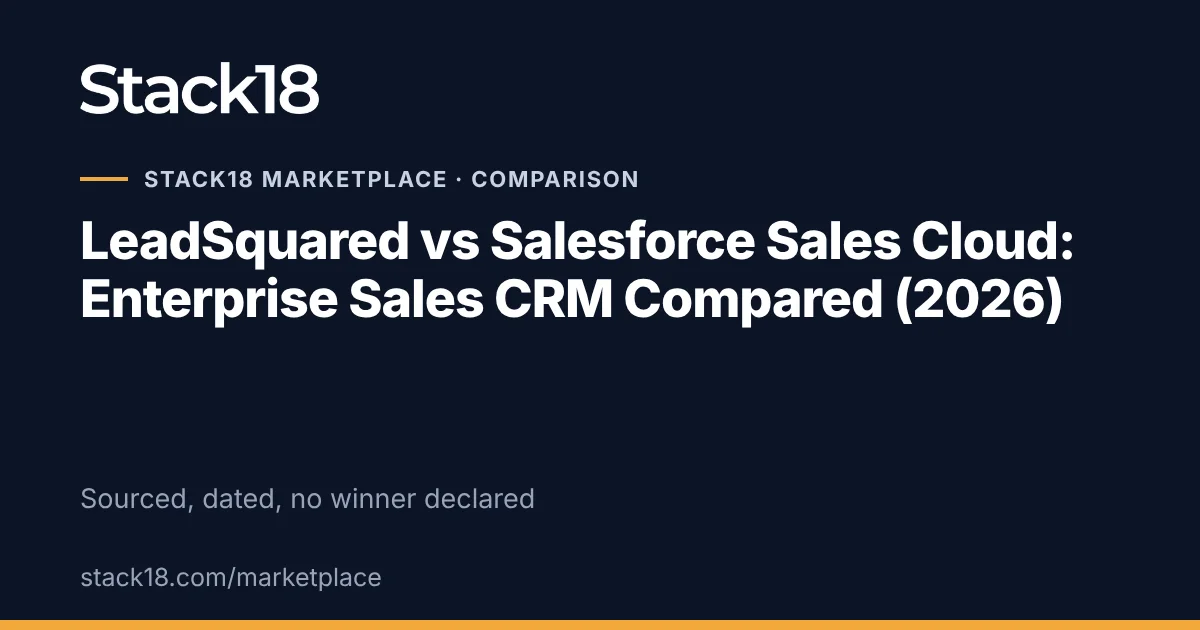 Stack18
STACK18 MARKETPLACE · COMPARISON
LeadSquared vs Salesforce Sales Cloud:
Enterprise Sales CRM Compared (2026)
Sourced, dated, no winner declared
stack18.com/marketplace